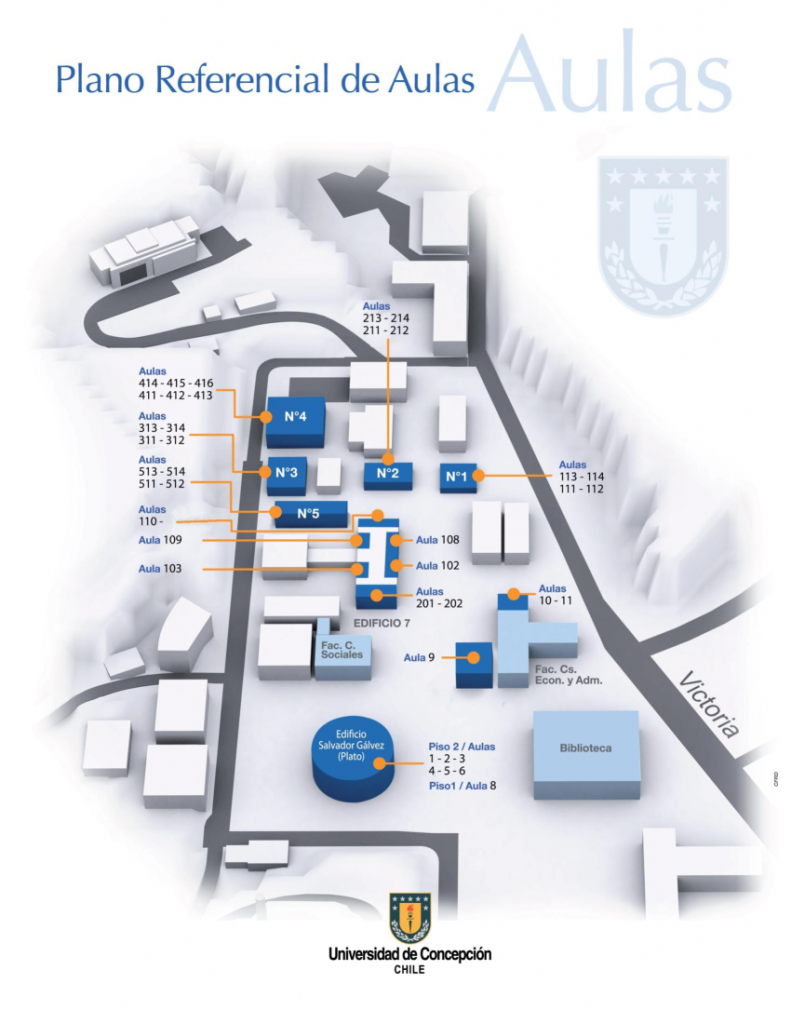 Plano Referencial de Aulas
Aulas
Aulas
213 - 214
211 - 212
Aulas
414 - 415 - 416
411 - 412 - 413
N°4
Aulas
313 - 314
311 - 312
N°3
N°2
N°1
Aulas
113 - 114
111 - 112
Aulas
513 - 514
511 - 512
N°5
Aulas
110 -
Aula 109
Aula 108
Aula 103
Aula 102
Aulas
201 - 202
Aulas
10 - 11
EDIFICIO 7
Fac. C.
Sociales
Aula 9
Fac. Cs.
Econ. y Adm.
Victoria
Edificio
Salvador Gálvez
(Plato)
Piso 2 / Aulas
1 - 2 - 3
4 - 5 - 6
Piso1 / Aula 8
Biblioteca
Universidad de Concepción
CHILE